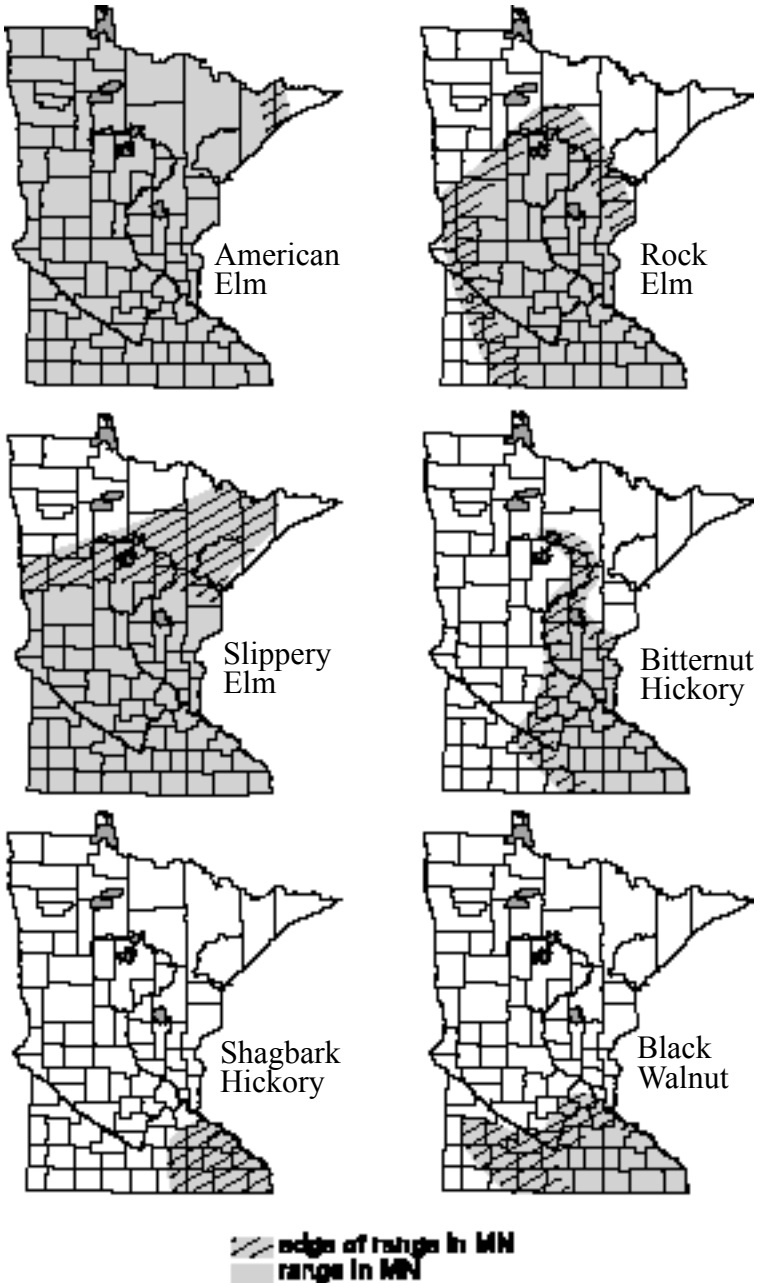 American
Elm
Rock
Elm
Slippery
Elm
Bitternut
Hickory
Shagbark
Hickory
Black
Walnut
edge of range in MN
range in MN